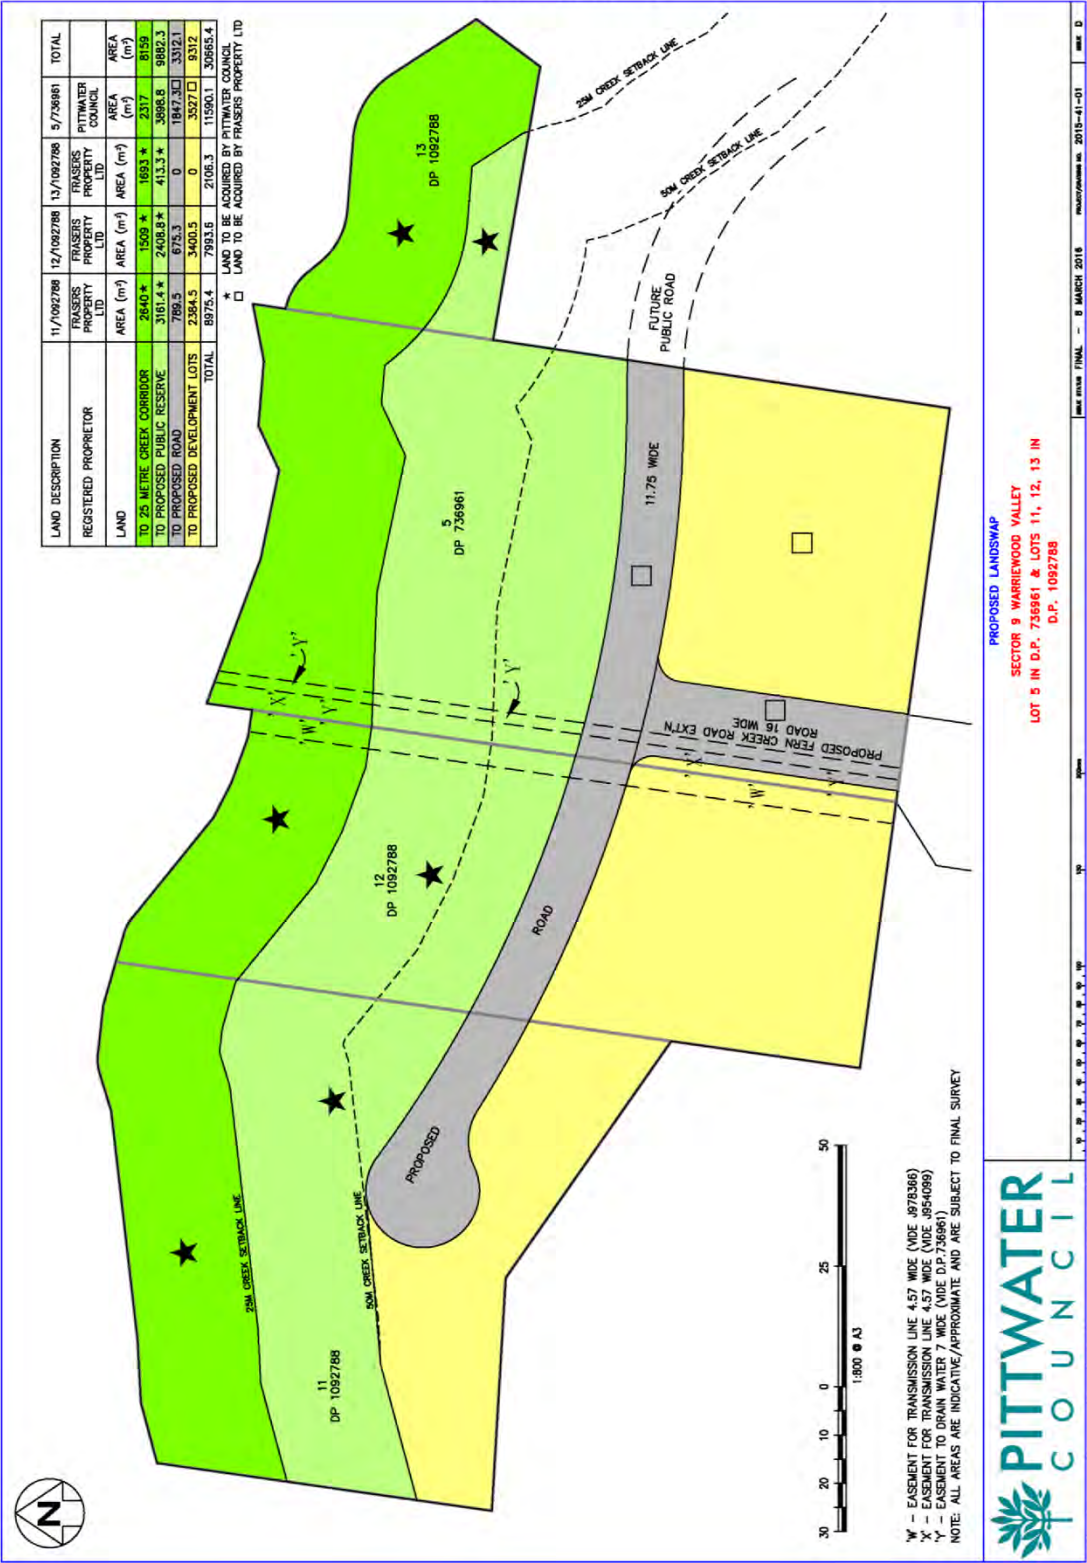 LAND DESCRIPTION 11/1092788 12/1092788 13/1092788 5/736961 TOTAL
REGISTERED PROPRIETOR FRASERS PROPERTY LTD FRASERS PROPERTY LTD FRASERS PROPERTY LTD PITTWATER COUNCIL
LAND AREA (m²) AREA (m²) AREA (m²) AREA (m²) AREA (m²)
TO 25 METRE CREEK CORRIDOR 2640★ 1509 ★ 1693 ★ 2317 8159
TO PROPOSED PUBLIC RESERVE 3161.4★ 2408.8★ 413.3★ 3898.8 9882.3
TO PROPOSED ROAD 789.5 675.3 0 1847.3□ 3312.1
TO PROPOSED DEVELOPMENT LOTS 2384.5 3400.5 0 3527□ 9312
TOTAL 8975.4 7993.6 2106.3 11590.1 30665.4
★ LAND TO BE ACQUIRED BY PITTWATER COUNCIL
□ LAND TO BE ACQUIRED BY FRASERS PROPERTY LTD
N
13
DP 1092788
25M CREEK SETBACK LINE
50M CREEK SETBACK LINE
FUTURE
PUBLIC ROAD
5
DP 736961
11.75 WIDE
'Y'
'X'
'Y'
'W'
'Y'
PROPOSED FERN CREEK ROAD EXT'N
ROAD 16 WIDE
'X'
'W'
'Y'
12
DP 1092788
ROAD
PROPOSED
25M CREEK SETBACK LINE
50M CREEK SETBACK LINE
11
DP 1092788
30 20 10 0 25 50
1:800 @ A3
'W' – EASEMENT FOR TRANSMISSION LINE 4.57 WIDE (VIDE J978366)
'X' – EASEMENT FOR TRANSMISSION LINE 4.57 WIDE (VIDE J954099)
'Y' – EASEMENT TO DRAIN WATER 7 WIDE (VIDE D.P.736961)
NOTE: ALL AREAS ARE INDICATIVE/APPROXIMATE AND ARE SUBJECT TO FINAL SURVEY
PITTWATER
COUNCIL
PROPOSED LANDSWAP
SECTOR 9 WARRIEWOOD VALLEY
LOT 5 IN D.P. 736961 & LOTS 11, 12, 13 IN
D.P. 1092788
ISSUE STATUS FINAL – 8 MARCH 2016 PROJECT/DRAWING NO. 2015-41-01 ISSUE D